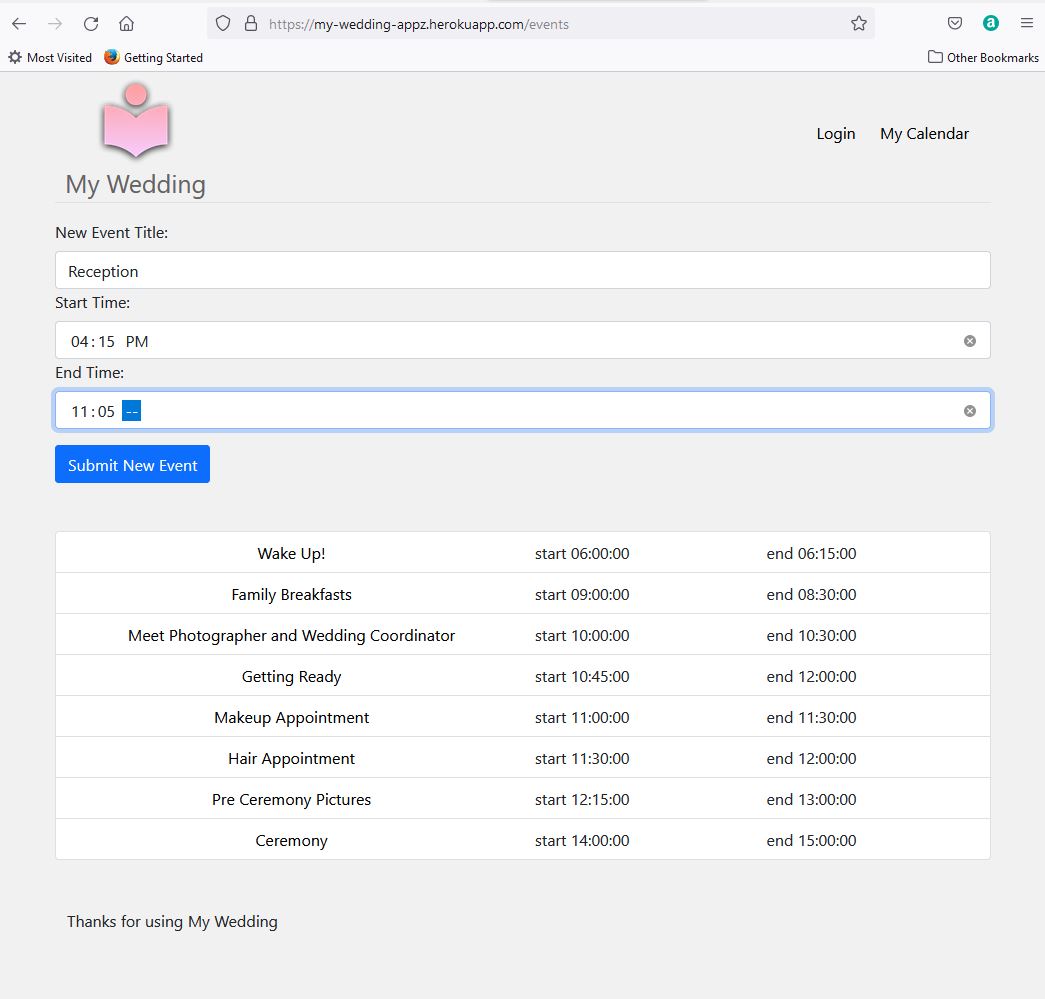 https://my-wedding-appz.herokuapp.com/events
a
Most Visited Getting Started Other Bookmarks
Login My Calendar
My Wedding
New Event Title:
Reception
Start Time:
04:15 PM
End Time:
11:05 --
Submit New Event
Wake Up! start 06:00:00 end 06:15:00
Family Breakfasts start 09:00:00 end 08:30:00
Meet Photographer and Wedding Coordinator start 10:00:00 end 10:30:00
Getting Ready start 10:45:00 end 12:00:00
Makeup Appointment start 11:00:00 end 11:30:00
Hair Appointment start 11:30:00 end 12:00:00
Pre Ceremony Pictures start 12:15:00 end 13:00:00
Ceremony start 14:00:00 end 15:00:00
Thanks for using My Wedding